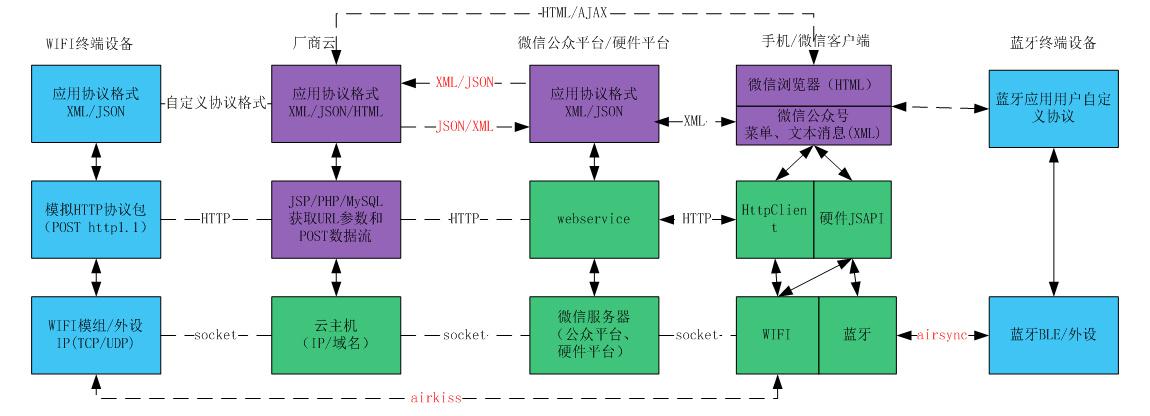 HTML/AJAX
WIFI终端设备
厂商云
微信公众平台/硬件平台
手机/微信客户端
蓝牙终端设备
应用协议格式
XML/JSON
自定义协议格式
应用协议格式
XML/JSON/HTML
XML/JSON
JSON/XML
应用协议格式
XML/JSON
XML
微信浏览器（HTML）
微信公众号
菜单、文本消息(XML)
蓝牙应用用户自定
义协议
模拟HTTP协议包
（POST http1.1）
HTTP
JSP/PHP/MySQL
获取URL参数和
POST数据流
HTTP
webservice
HTTP
HttpClien
t
硬件JSAPI
WIFI模组/外设
IP(TCP/UDP)
socket
云主机
（IP/域名）
socket
微信服务器
（公众平台、
硬件平台）
socket
WIFI
蓝牙
airsync
蓝牙BLE/外设
airkiss